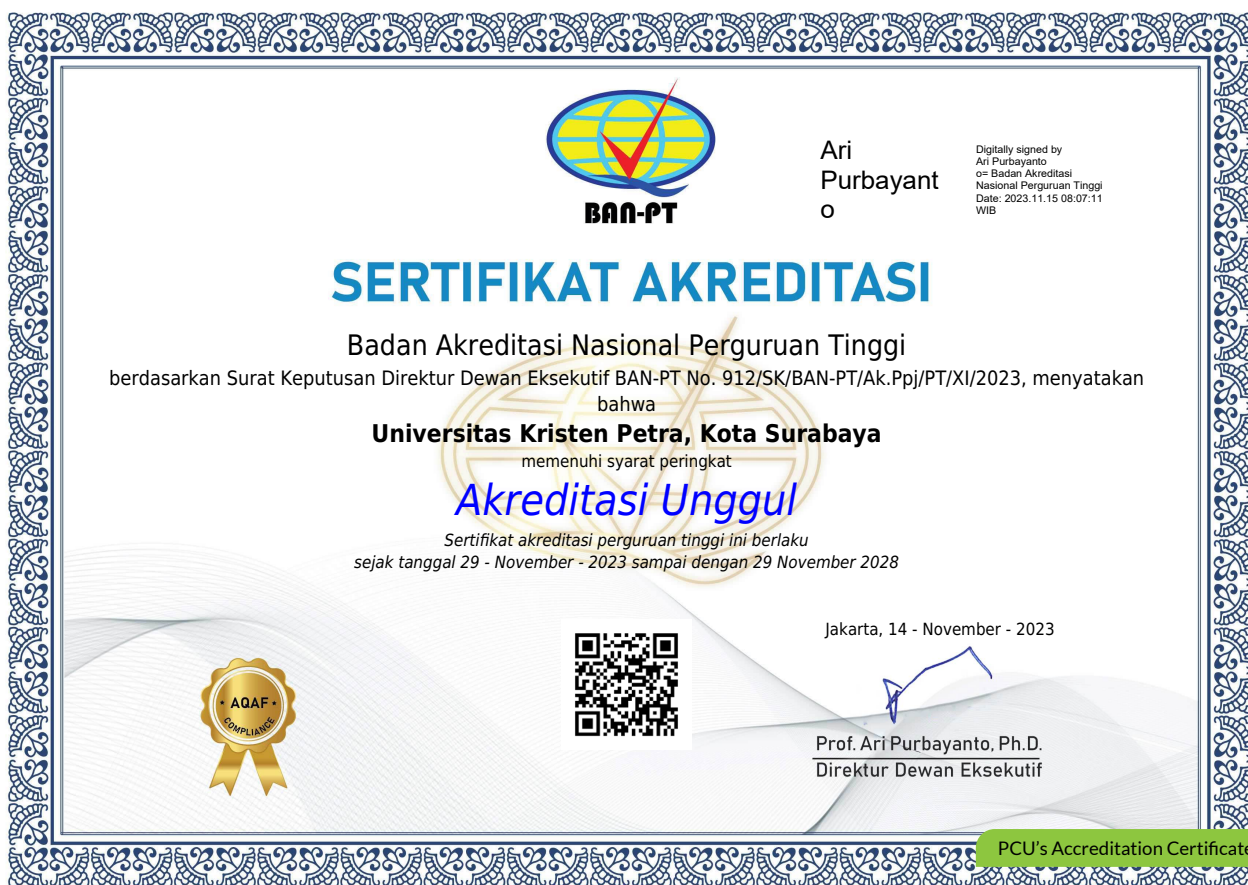 BAN-PT
Ari
Purbayant
o
Digitally signed by
Ari Purbayanto
o= Badan Akreditasi
Nasional Perguruan Tinggi
Date: 2023.11.15 08:07:11
WIB
SERTIFIKAT AKREDITASI
Badan Akreditasi Nasional Perguruan Tinggi
berdasarkan Surat Keputusan Direktur Dewan Eksekutif BAN-PT No. 912/SK/BAN-PT/Ak.Ppj/PT/XI/2023, menyatakan
bahwa
Universitas Kristen Petra, Kota Surabaya
memenuhi syarat peringkat
Akreditasi Unggul
Sertifikat akreditasi perguruan tinggi ini berlaku
sejak tanggal 29 - November - 2023 sampai dengan 29 November 2028
Jakarta, 14 - November - 2023
AQAF
COMPLIANCE
Prof. Ari Purbayanto, Ph.D.
Direktur Dewan Eksekutif
PCU's Accreditation Certificate